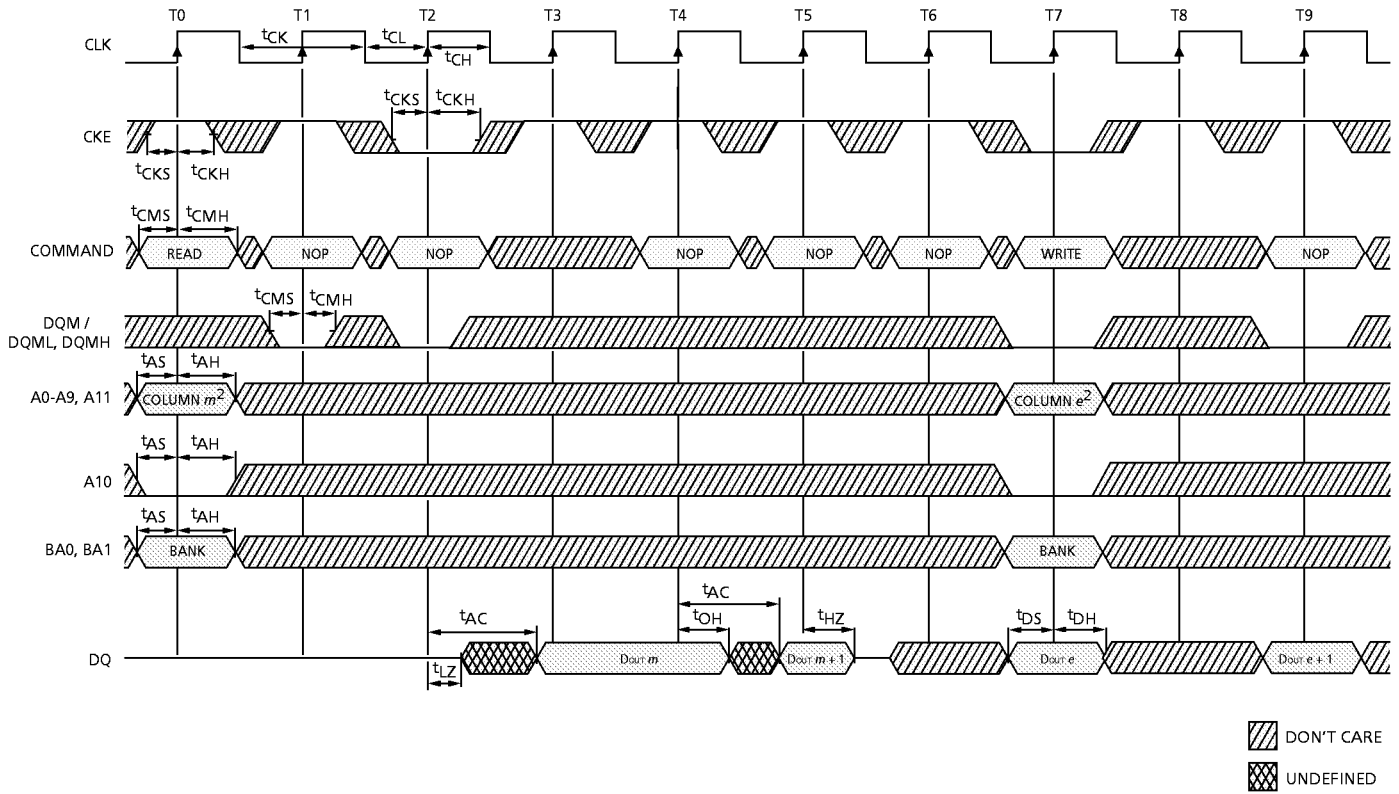 T0 T1 T2 T3 T4 T5 T6 T7 T8 T9
CLK
tCK tCL
tCH
tCKS tCKH
CKE
tCKS tCKH
tCMS tCMH
COMMAND READ NOP NOP NOP NOP NOP WRITE NOP
tCMS tCMH
DQM /
DQML, DQMH
tAS tAH
A0-A9, A11 COLUMN m2 COLUMN e2
tAS tAH
A10
tAS tAH
BA0, BA1 BANK BANK
tAC
tAC tOH tHZ tDS tDH
DQ DOUT m DOUT m + 1 DOUT e DOUT e + 1
tLZ
DON'T CARE
UNDEFINED